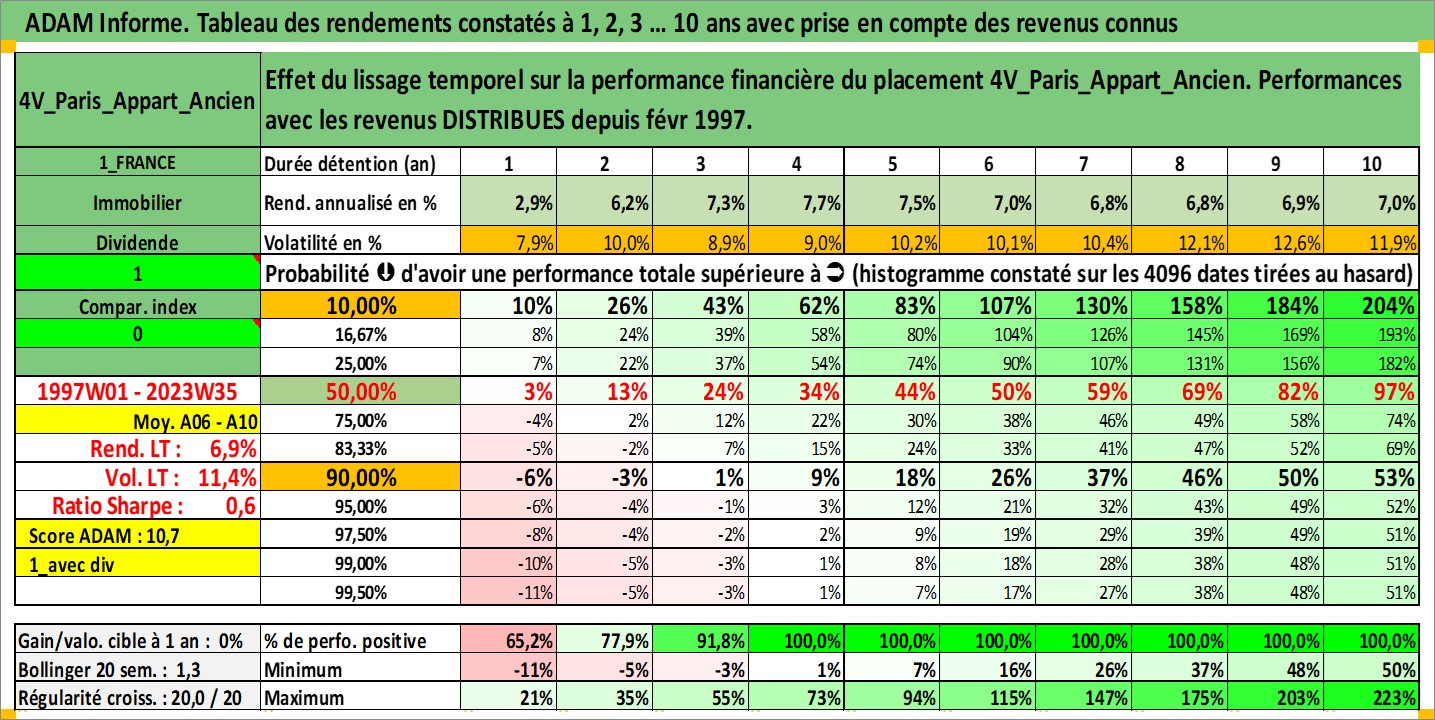 ADAM Informe. Tableau des rendements constatés à 1, 2, 3 ... 10 ans avec prise en compte des revenus connus
4V_Paris_Appart_Ancien
Effet du lissage temporel sur la performance financière du placement 4V_Paris_Appart_Ancien. Performances
avec les revenus DISTRIBUES depuis févr 1997.
1_FRANCE Durée détention (an) 1 2 3 4 5 6 7 8 9 10
Immobilier Rend. annualisé en % 2,9% 6,2% 7,3% 7,7% 7,5% 7,0% 6,8% 6,8% 6,9% 7,0%
Dividende Volatilité en % 7,9% 10,0% 8,9% 9,0% 10,2% 10,1% 10,4% 12,1% 12,6% 11,9%
1 Probabilité ⬇ d'avoir une performance totale supérieure à ➲ (histogramme constaté sur les 4096 dates tirées au hasard)
Compar. index 10,00% 10% 26% 43% 62% 83% 107% 130% 158% 184% 204%
0 16,67% 8% 24% 39% 58% 80% 104% 126% 145% 169% 193%
25,00% 7% 22% 37% 54% 74% 90% 107% 131% 156% 182%
1997W01 - 2023W35 50,00% 3% 13% 24% 34% 44% 50% 59% 69% 82% 97%
Moy. A06 - A10 75,00% -4% 2% 12% 22% 30% 38% 46% 49% 58% 74%
Rend. LT : 6,9% 83,33% -5% -2% 7% 15% 24% 33% 41% 47% 52% 69%
Vol. LT : 11,4% 90,00% -6% -3% 1% 9% 18% 26% 37% 46% 50% 53%
Ratio Sharpe : 0,6 95,00% -6% -4% -1% 3% 12% 21% 32% 43% 49% 52%
Score ADAM : 10,7 97,50% -8% -4% -2% 2% 9% 19% 29% 39% 49% 51%
1_avec div 99,00% -10% -5% -3% 1% 8% 18% 28% 38% 48% 51%
99,50% -11% -5% -3% 1% 7% 17% 27% 38% 48% 51%
Gain/valo. cible à 1 an : 0% % de perfo. positive 65,2% 77,9% 91,8% 100,0% 100,0% 100,0% 100,0% 100,0% 100,0% 100,0%
Bollinger 20 sem. : 1,3 Minimum -11% -5% -3% 1% 7% 16% 26% 37% 48% 50%
Régularité croiss. : 20,0 / 20 Maximum 21% 35% 55% 73% 94% 115% 147% 175% 203% 223%